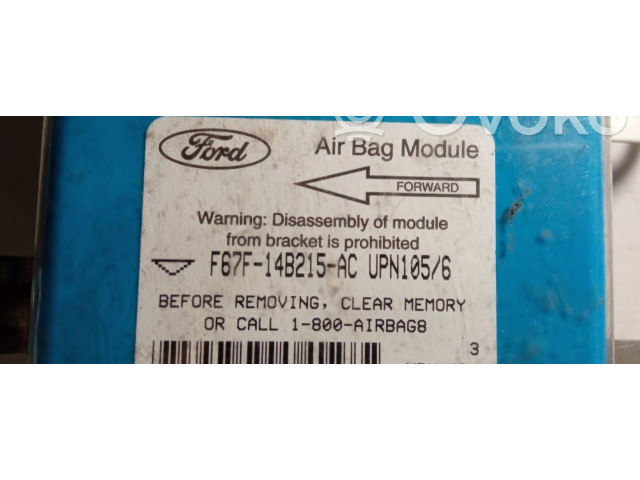 Ovoko
Ford
Air Bag Module
FORWARD
Warning: Disassembly of module
from bracket is prohibited
F67F-14B215-AC UPN105/6
BEFORE REMOVING, CLEAR MEMORY
OR CALL 1-800-AIRBAG8
3